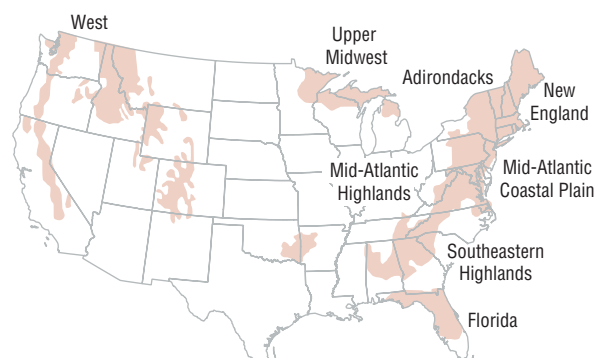 West
Upper
Midwest
Adirondacks
New
England
Mid-Atlantic
Highlands
Mid-Atlantic
Coastal Plain
Southeastern
Highlands
Florida